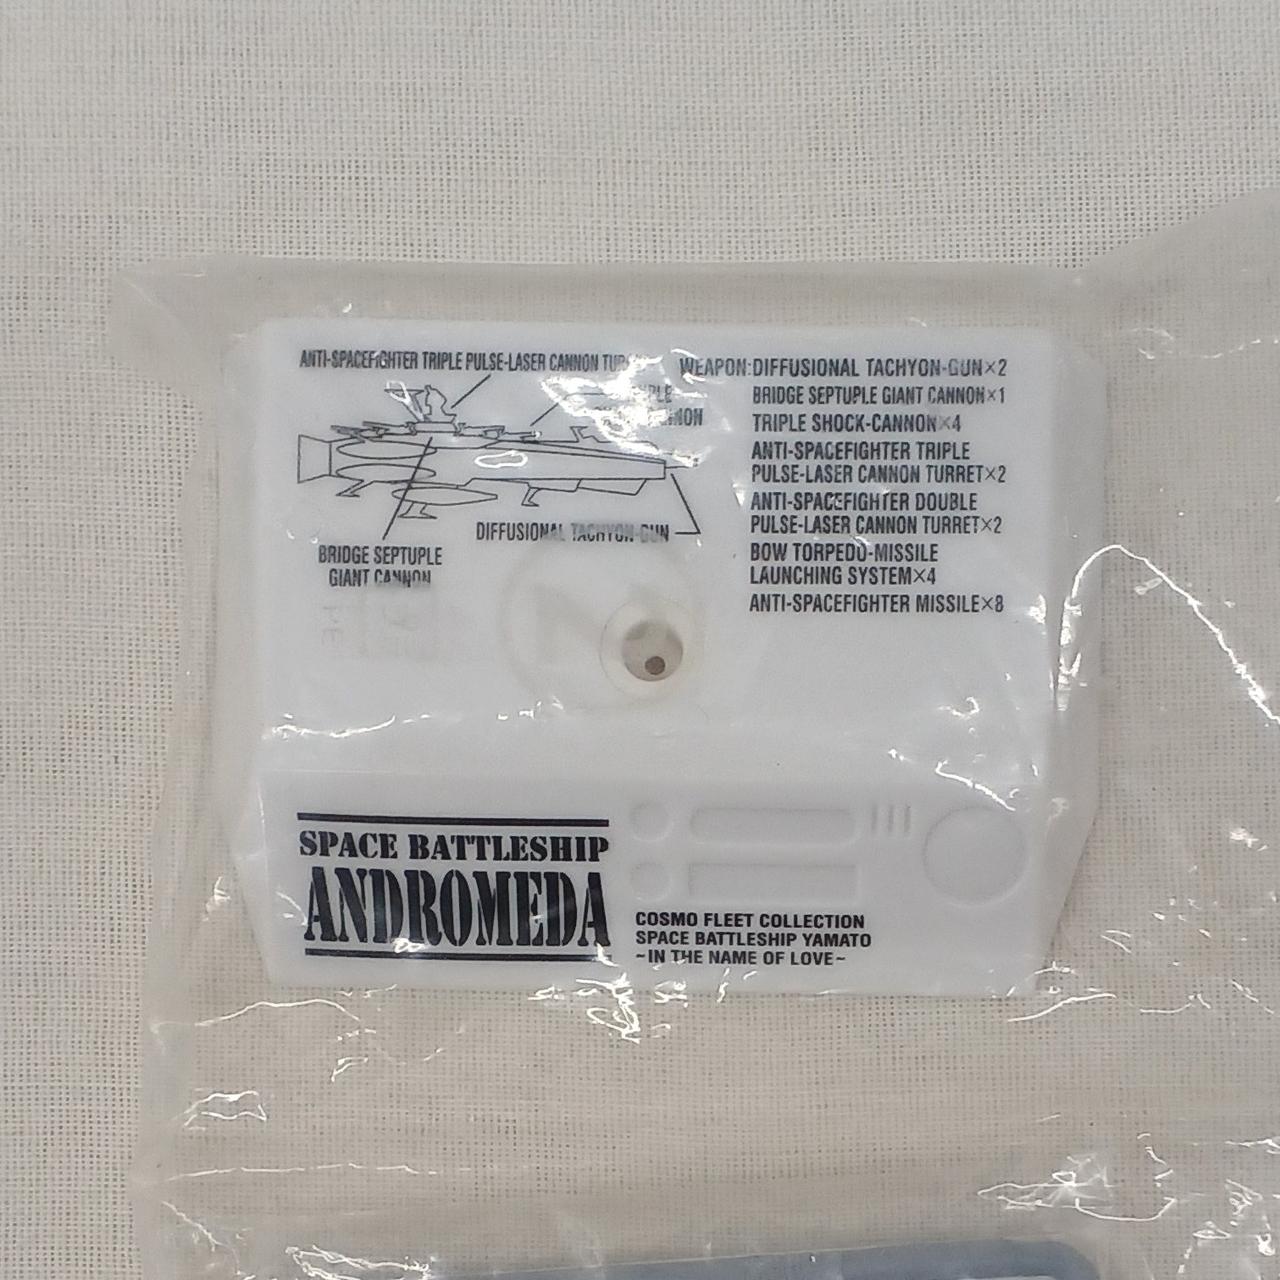 ANTI-SPACEFIGHTER TRIPLE PULSE-LASER CANNON
DIFFUSIONAL TACHYON-GUN
BRIDGE SEPTUPLE
GIANT CANNON
WEAPON:DIFFUSIONAL TACHYON-GUN×2
BRIDGE SEPTUPLE GIANT CANNON×1
TRIPLE SHOCK-CANNON×4
ANTI-SPACEFIGHTER TRIPLE
PULSE-LASER CANNON TURRET×2
ANTI-SPACEFIGHTER DOUBLE
PULSE-LASER CANNON TURRET×2
BOW TORPEDO-MISSILE
LAUNCHING SYSTEM×4
ANTI-SPACEFIGHTER MISSILE×8
SPACE BATTLESHIP
ANDROMEDA
COSMO FLEET COLLECTION
SPACE BATTLESHIP YAMATO
~IN THE NAME OF LOVE~